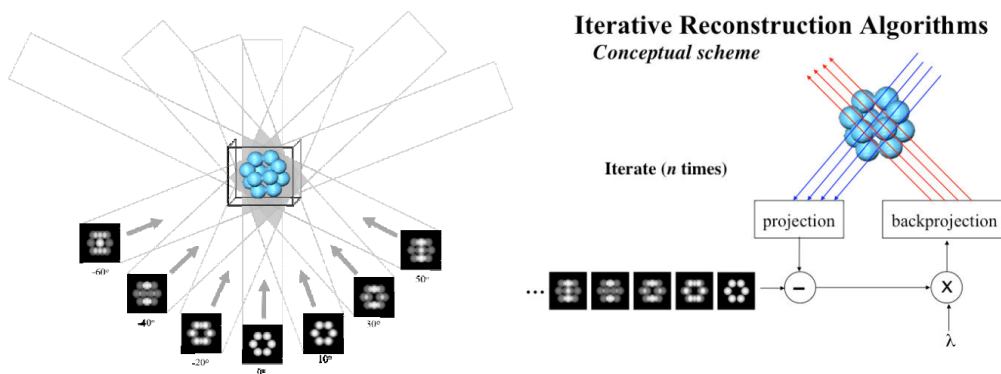 -60°
-40°
-20°
0°
10°
30°
50°
Iterative Reconstruction Algorithms
Conceptual scheme
Iterate (n times)
projection
backprojection
...
−
X
λ